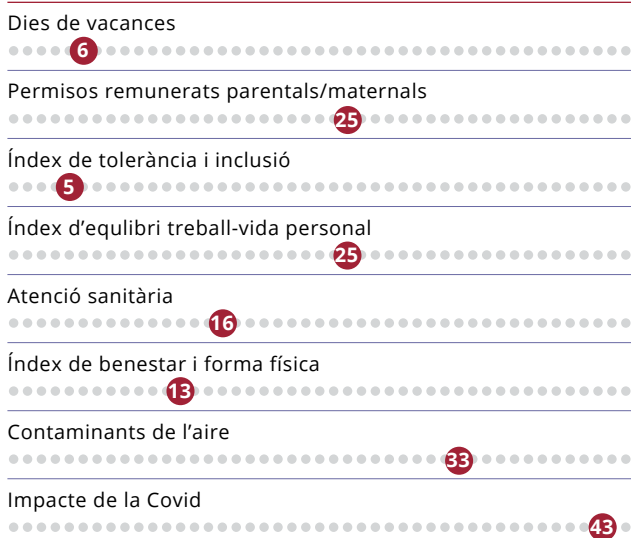 Dies de vacances
6
Permisos remunerats parentals/maternals
25
Índex de tolerància i inclusió
5
Índex d'equlibri treball-vida personal
25
Atenció sanitària
16
Índex de benestar i forma física
13
Contaminants de l'aire
33
Impacte de la Covid
43